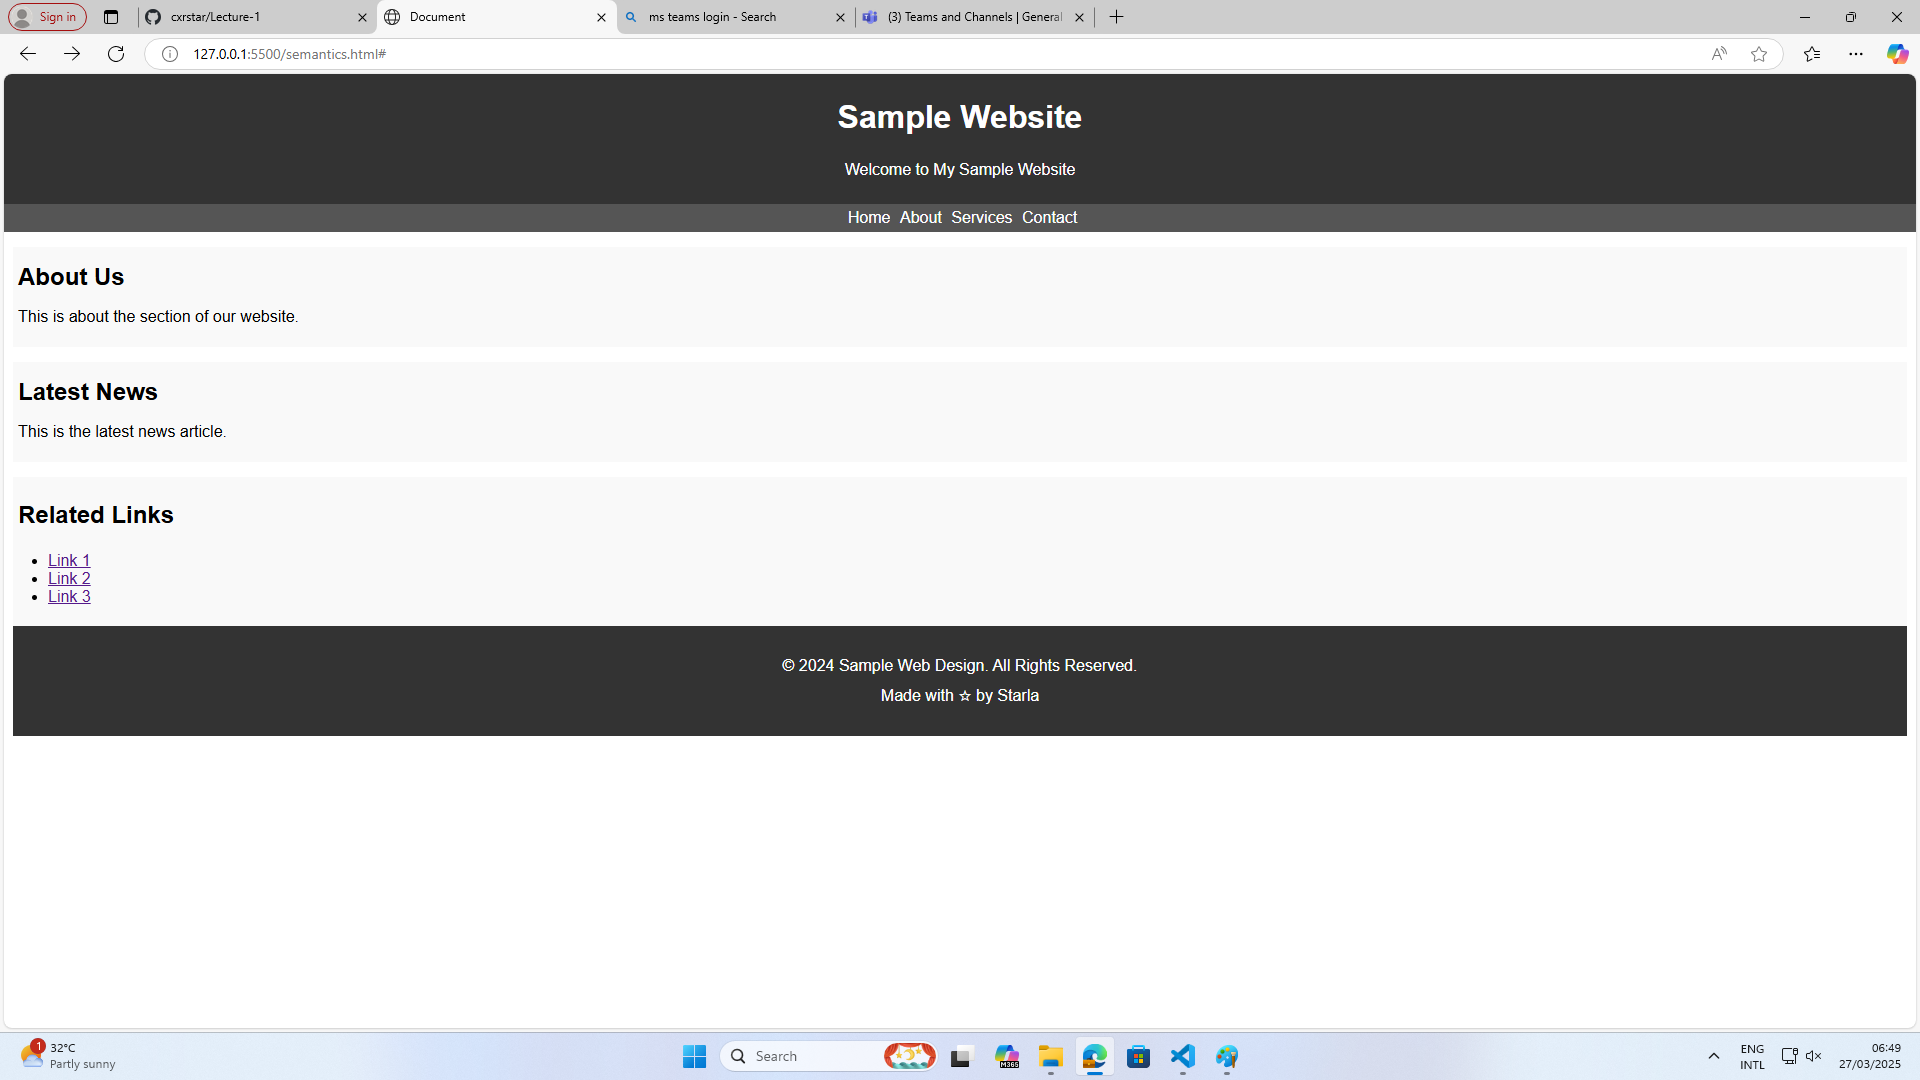 Sign in
cxrstar/Lecture-1
Document
ms teams login - Search
(3) Teams and Channels | General
127.0.0.1:5500/semantics.html#
Sample Website
Welcome to My Sample Website
Home About Services Contact
About Us
This is about the section of our website.
Latest News
This is the latest news article.
Related Links
• Link 1
• Link 2
• Link 3
© 2024 Sample Web Design. All Rights Reserved.
Made with ☆ by Starla
1
32°C
Partly sunny
Search
M365
ENG
INTL
06:49
27/03/2025